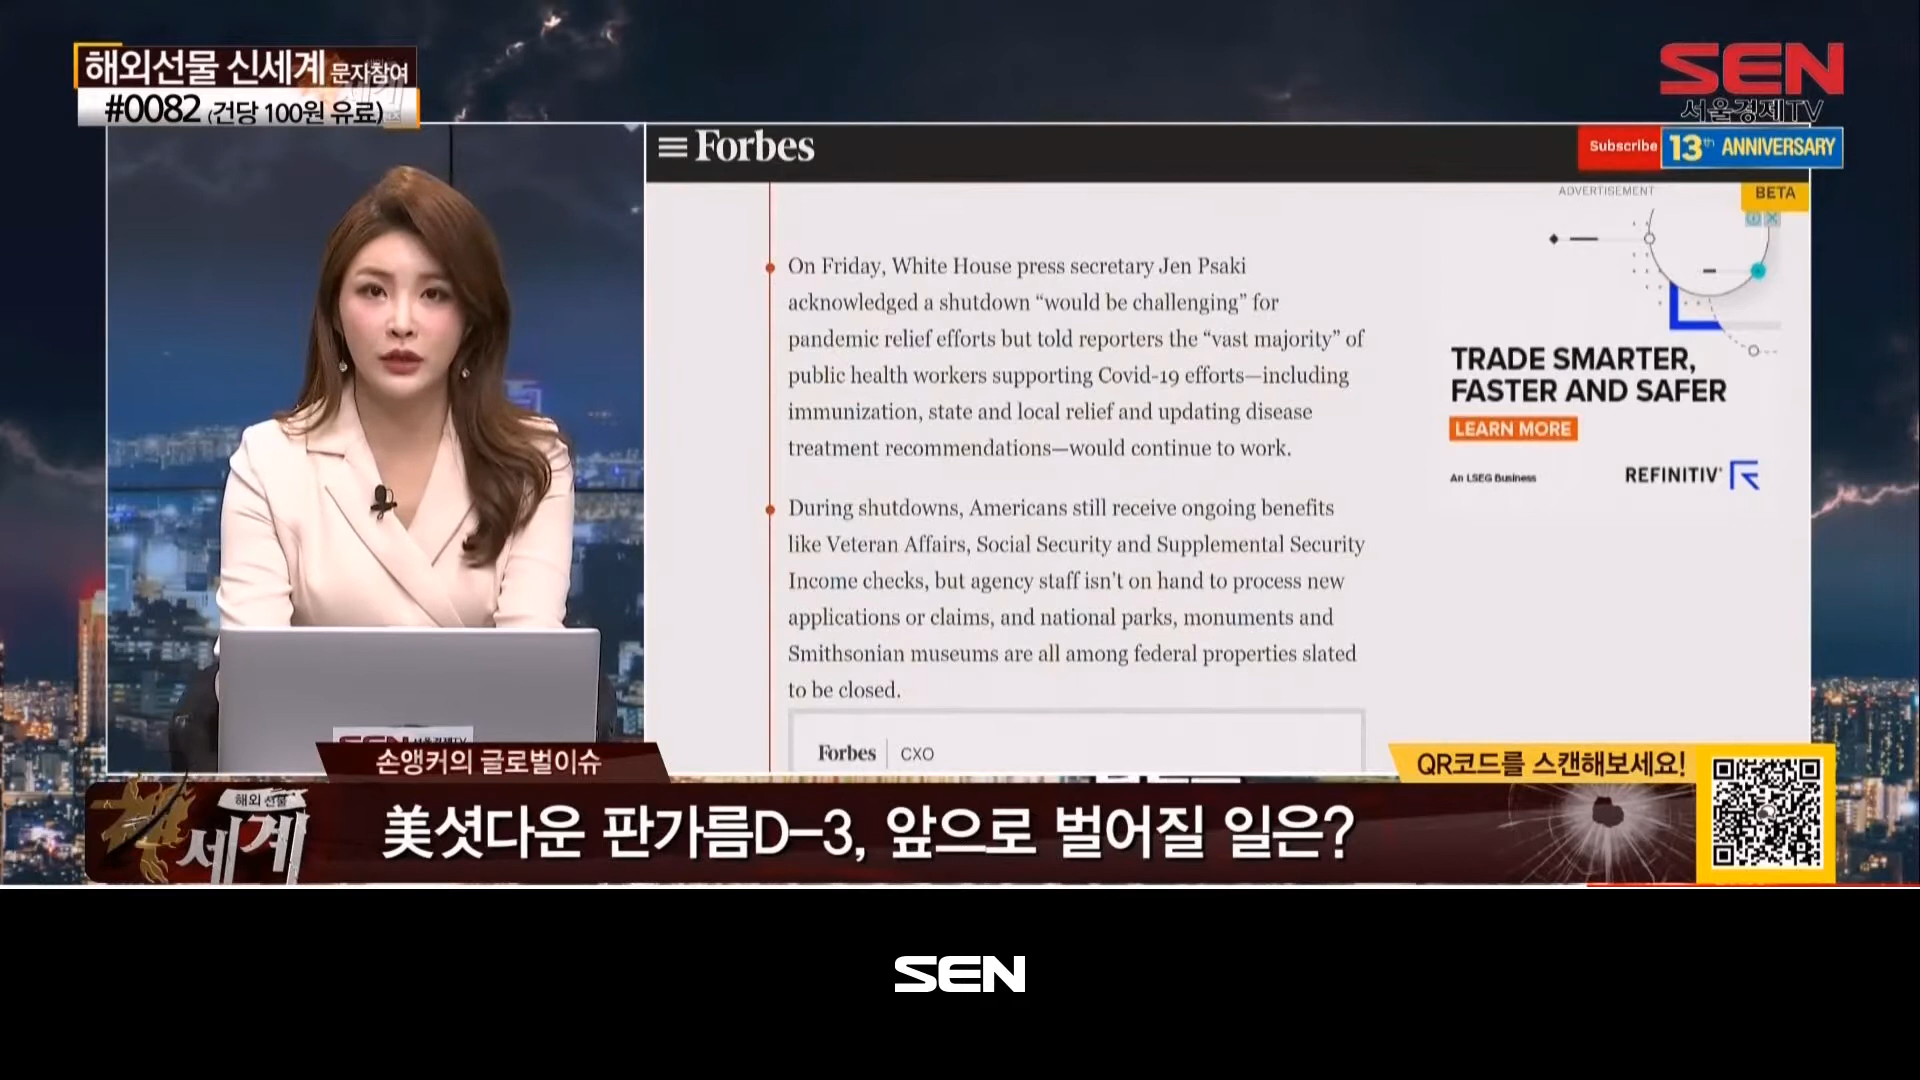 해외선물 신세계 문자참여
#0082 (건당 100원 유료)
SEN
서울경제TV
13th ANNIVERSARY
Forbes
Subscribe
BETA
ADVERTISEMENT
On Friday, White House press secretary Jen Psaki
acknowledged a shutdown “would be challenging” for
pandemic relief efforts but told reporters the “vast majority” of
public health workers supporting Covid-19 efforts—including
immunization, state and local relief and updating disease
treatment recommendations—would continue to work.
During shutdowns, Americans still receive ongoing benefits
like Veteran Affairs, Social Security and Supplemental Security
Income checks, but agency staff isn’t on hand to process new
applications or claims, and national parks, monuments and
Smithsonian museums are all among federal properties slated
to be closed.
Forbes CXO
TRADE SMARTER,
FASTER AND SAFER
LEARN MORE
An LSEG Business
REFINITIV
손앵커의 글로벌이슈
QR코드를 스캔해보세요!
해외 선물
세계
美셧다운 판가름D-3, 앞으로 벌어질 일은?
SEN